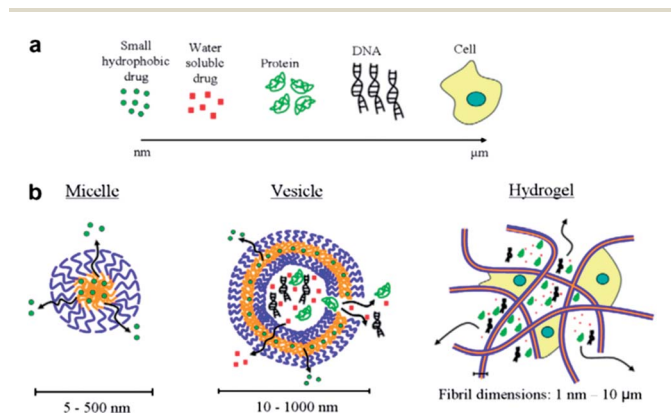 a
Small
hydrophobic
drug
Water
soluble
drug
Protein
DNA
Cell
nm
μm
b
Micelle
Vesicle
Hydrogel
5 - 500 nm
10 - 1000 nm
Fibril dimensions: 1 nm – 10 μm